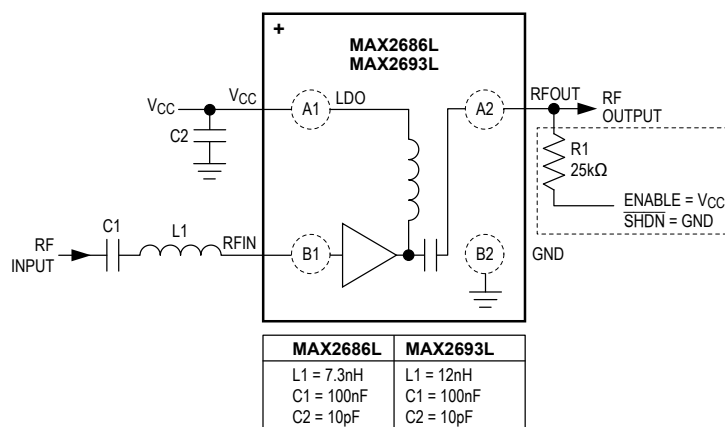 +
MAX2686L
MAX2693L
VCC
VCC
A1
LDO
A2
RFOUT
RF
OUTPUT
C2
R1
25kΩ
ENABLE = VCC
SHDN = GND
C1
L1
RF
INPUT
RFIN
B1
B2
GND
MAX2686L MAX2693L
L1 = 7.3nH L1 = 12nH
C1 = 100nF C1 = 100nF
C2 = 10pF C2 = 10pF